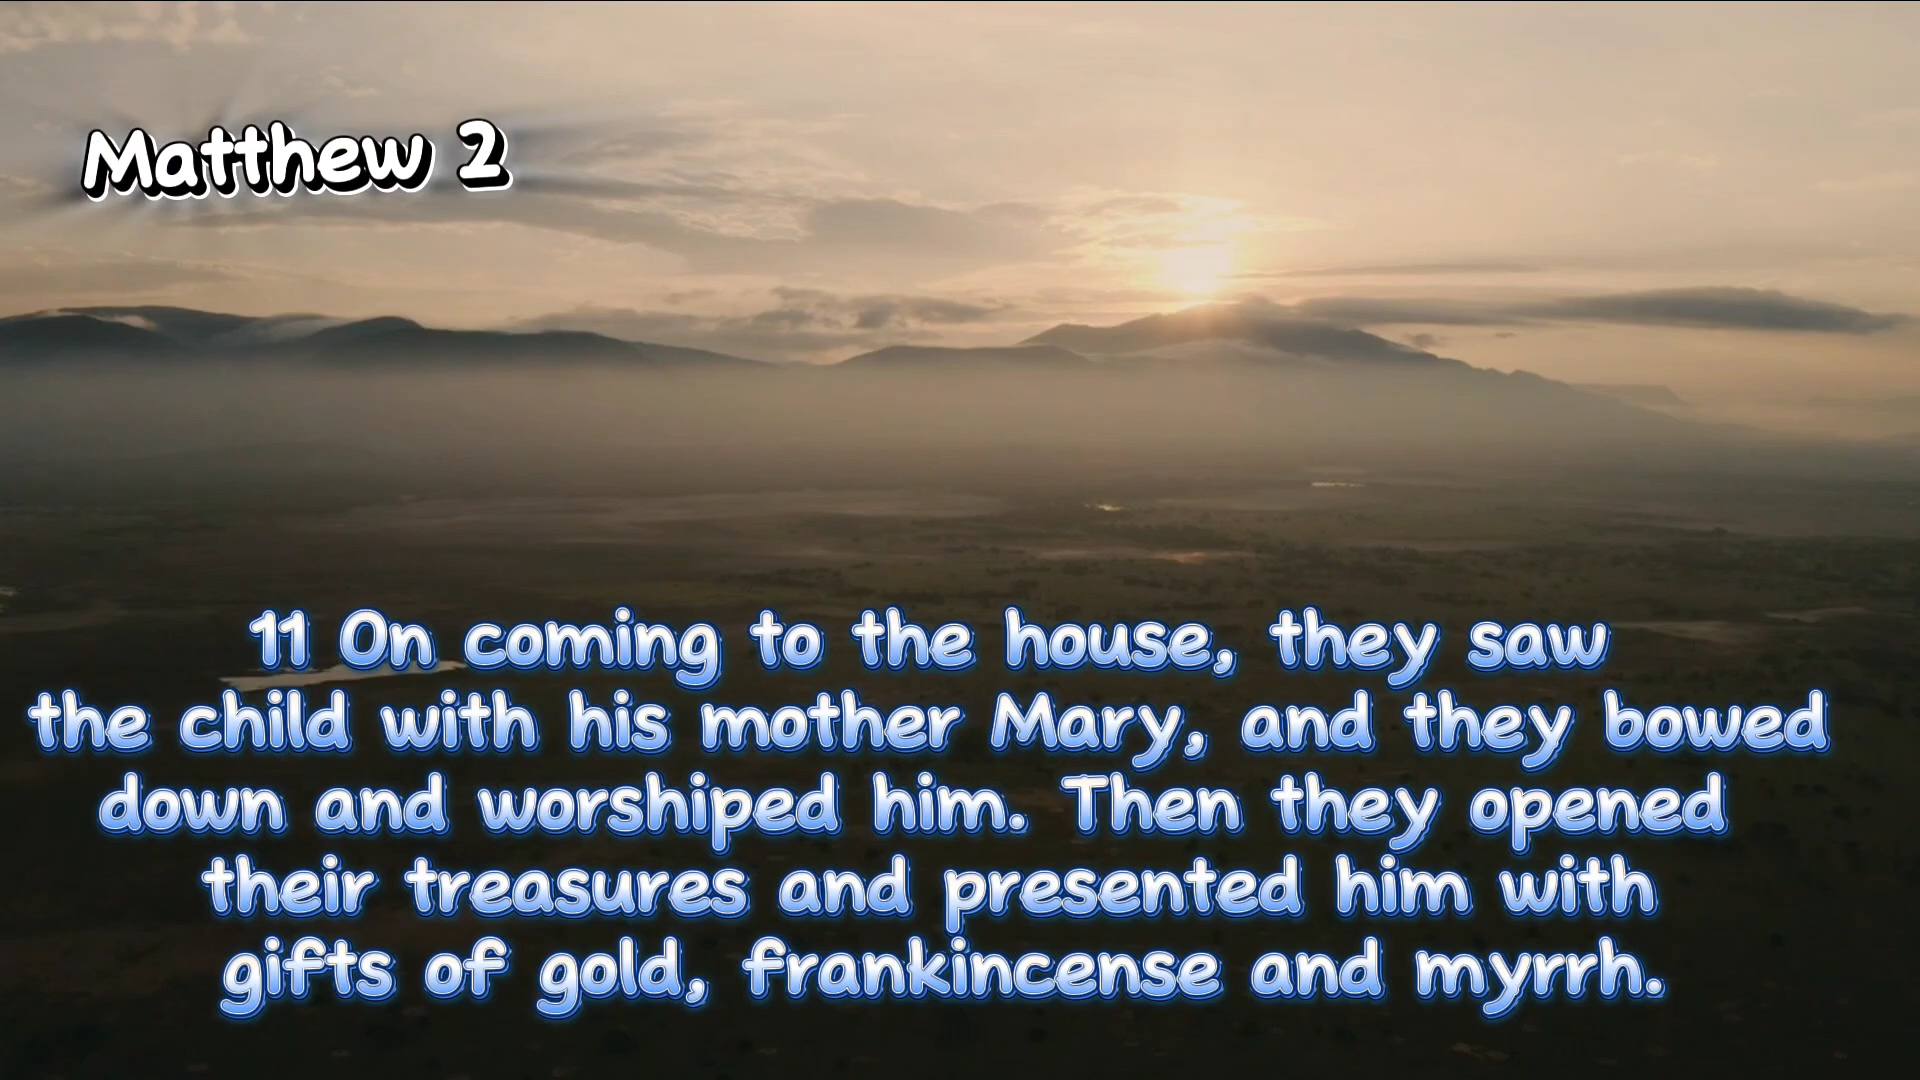 Matthew 2
11 On coming to the house, they saw
the child with his mother Mary, and they bowed
down and worshiped him. Then they opened
their treasures and presented him with
gifts of gold, frankincense and myrrh.